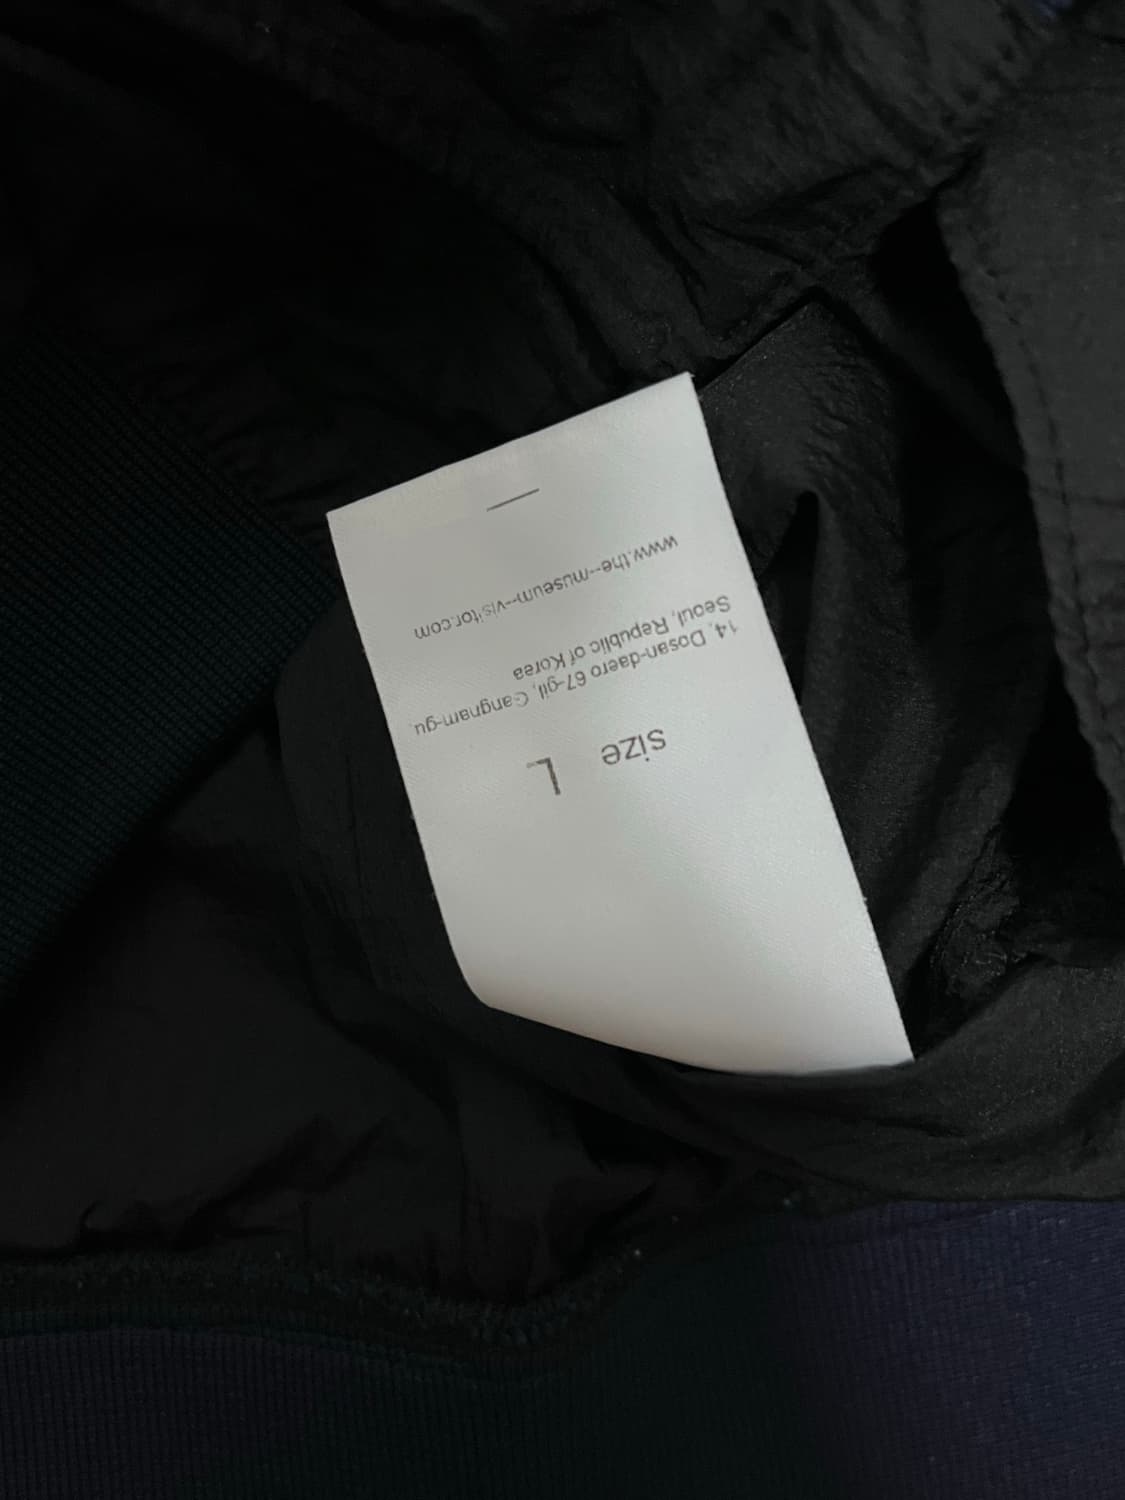 size L
14, Dosan-daero 67-gil, Gangnam-gu,
Seoul, Republic of Korea
www.the--museum--visitor.com